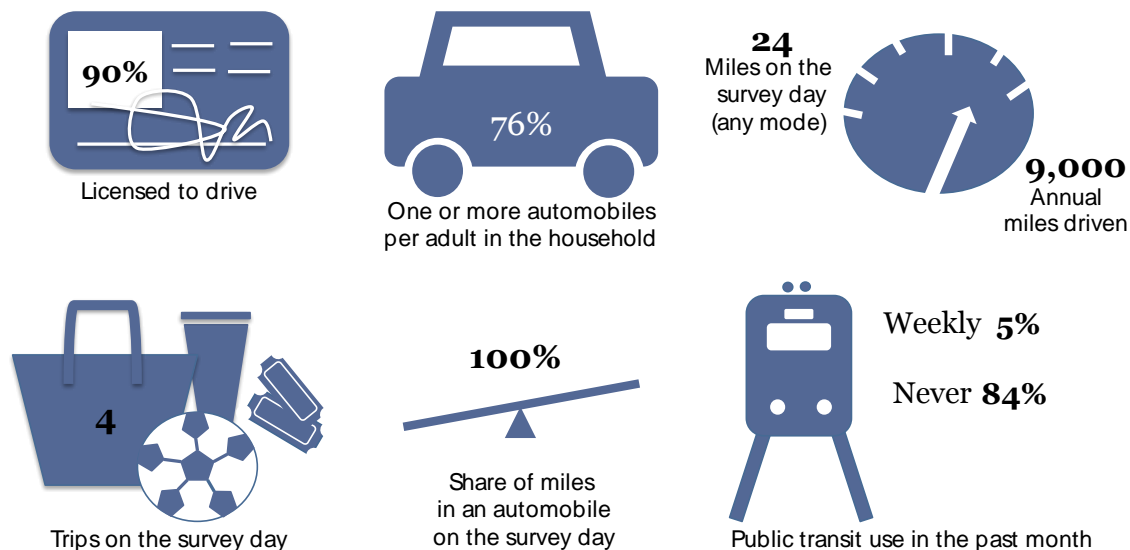 90%
Licensed to drive
76%
One or more automobiles
per adult in the household
24
Miles on the
survey day
(any mode)
9,000
Annual
miles driven
4
Trips on the survey day
100%
Share of miles
in an automobile
on the survey day
Weekly 5%
Never 84%
Public transit use in the past month